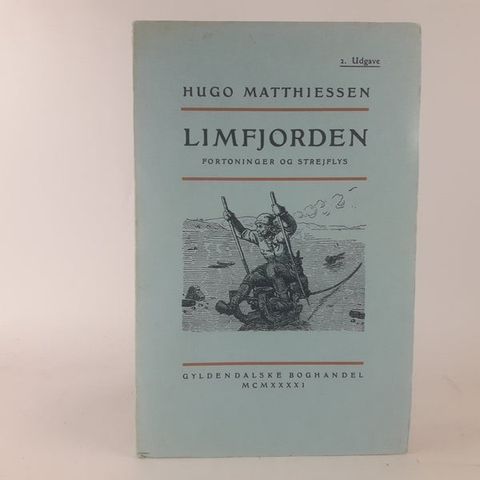 2. Udgave
HUGO MATTHIESSEN
LIMFJORDEN
FORTONINGER OG STREJFLYS
GYLDENDALSKE BOGHANDEL
MCMXXXXI